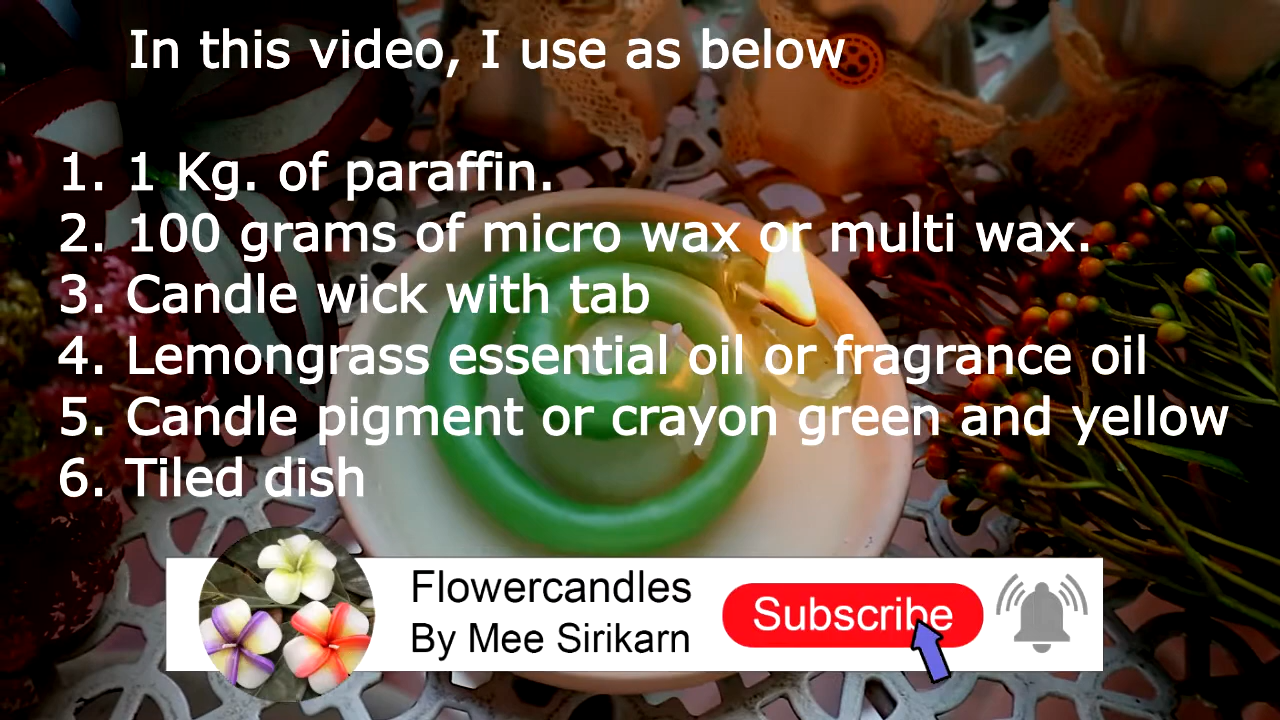 In this video, I use as below
1. 1 Kg. of paraffin.
2. 100 grams of micro wax or multi wax.
3. Candle wick with tab
4. Lemongrass essential oil or fragrance oil
5. Candle pigment or crayon green and yellow
6. Tiled dish
Flowercandles
By Mee Sirikarn
Subscribe